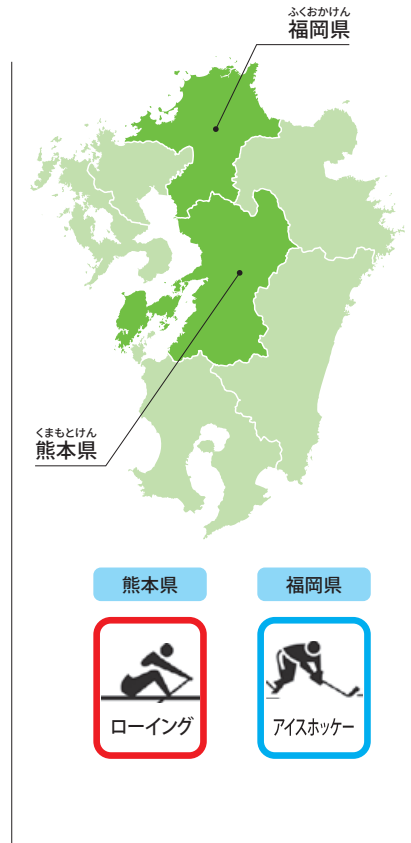 ふくおかけん
福岡県
くまもとけん
熊本県
熊本県
福岡県
ローイング
アイスホッケー